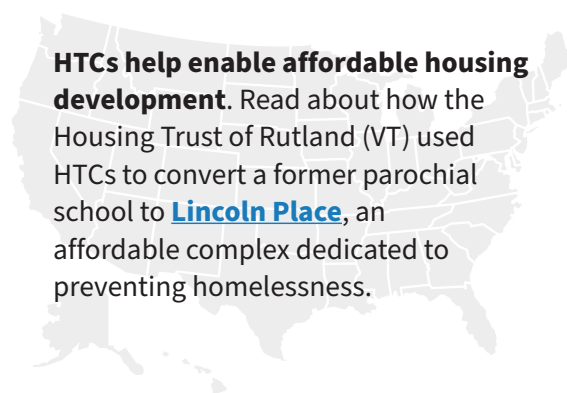 HTCs help enable affordable housing
development. Read about how the
Housing Trust of Rutland (VT) used
HTCs to convert a former parochial
school to Lincoln Place, an
affordable complex dedicated to
preventing homelessness.